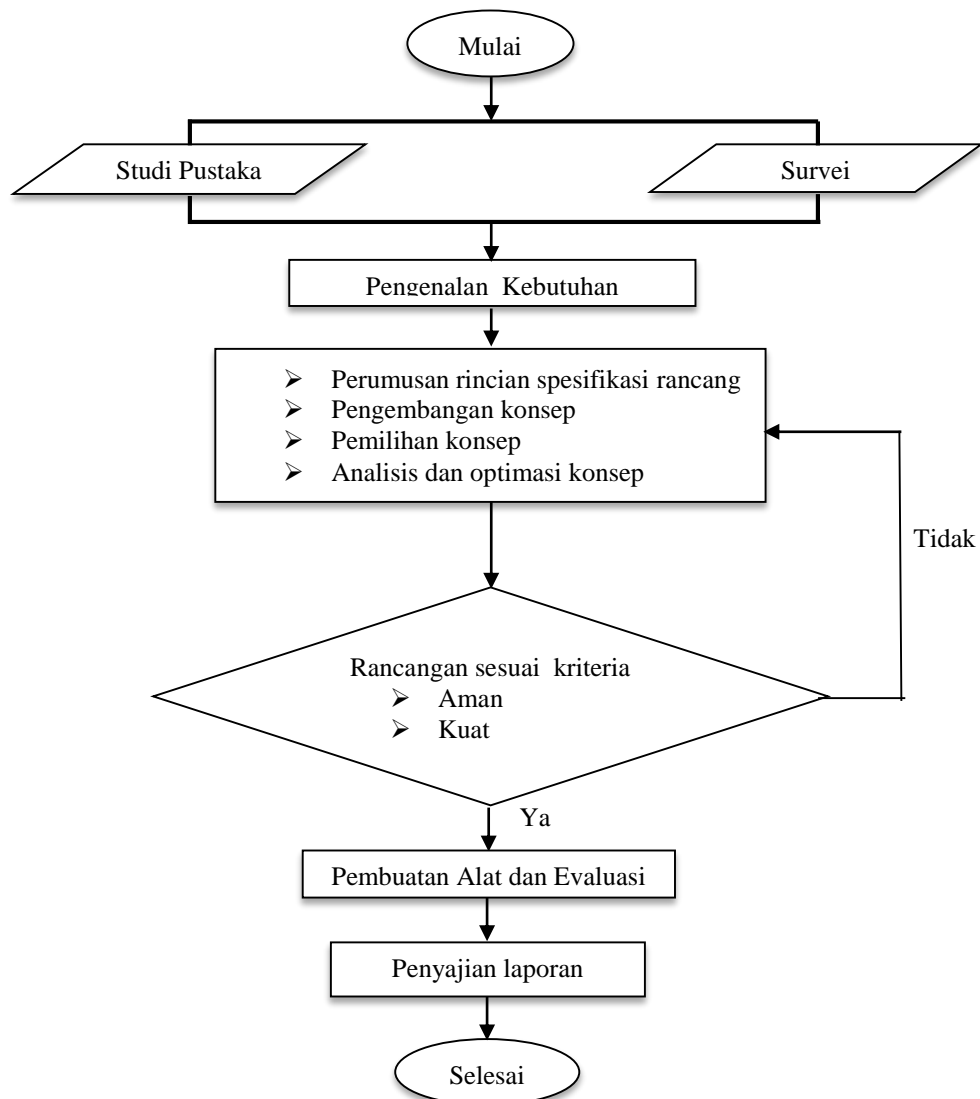 Mulai
Studi Pustaka
Survei
Pengenalan Kebutuhan
➢ Perumusan rincian spesifikasi rancang
➢ Pengembangan konsep
➢ Pemilihan konsep
➢ Analisis dan optimasi konsep
Tidak
Rancangan sesuai kriteria
➢ Aman
➢ Kuat
Ya
Pembuatan Alat dan Evaluasi
Penyajian laporan
Selesai